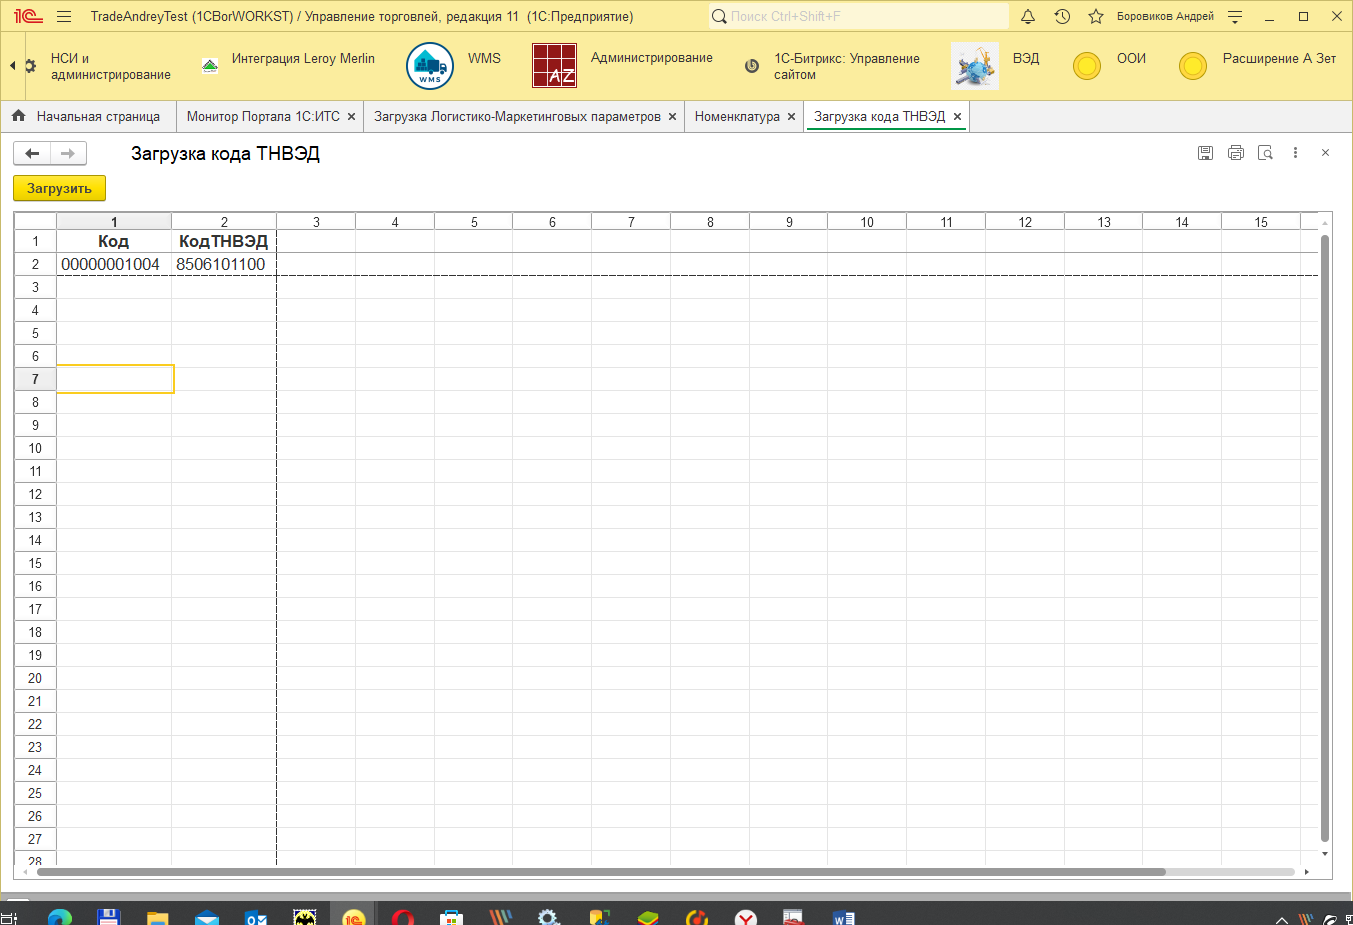 TradeAndreyTest (1CBorWORKST) / Управление торговлей, редакция 11 (1С:Предприятие)
Поиск Ctrl+Shift+F
Боровиков Андрей
НСИ и
администрирование
Интеграция Leroy Merlin
WMS
WMS
AZ
Администрирование
1С-Битрикс: Управление
сайтом
ВЭД
ООИ
Расширение А Зет
Начальная страница
Монитор Портала 1С:ИТС
Загрузка Логистико-Маркетинговых параметров
Номенклатура
Загрузка кода ТНВЭД
Загрузка кода ТНВЭД
Загрузить
1 2 3 4 5 6 7 8 9 10 11 12 13 14 15
1 Код КодТНВЭД
2 00000001004 8506101100
3
4
5
6
7
8
9
10
11
12
13
14
15
16
17
18
19
20
21
22
23
24
25
26
27
28